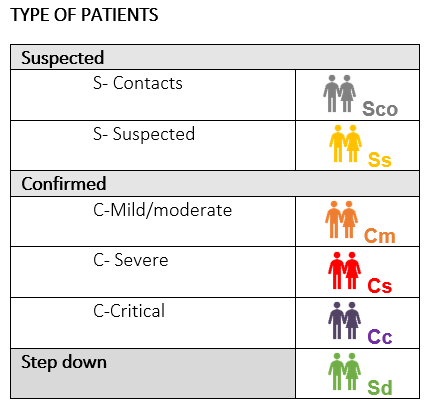 TYPE OF PATIENTS
Suspected
S- Contacts
Sco
S- Suspected
Ss
Confirmed
C-Mild/moderate
Cm
C- Severe
Cs
C-Critical
Cc
Step down
Sd